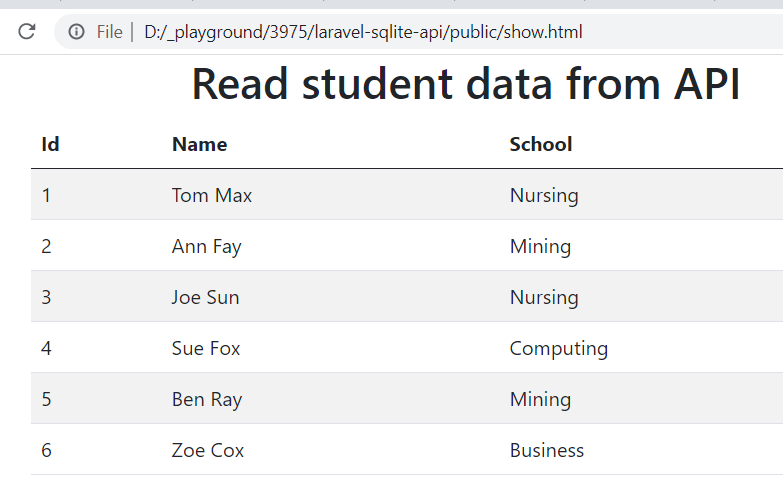 File | D:/_playground/3975/laravel-sqlite-api/public/show.html
Read student data from API
Id Name School
1 Tom Max Nursing
2 Ann Fay Mining
3 Joe Sun Nursing
4 Sue Fox Computing
5 Ben Ray Mining
6 Zoe Cox Business